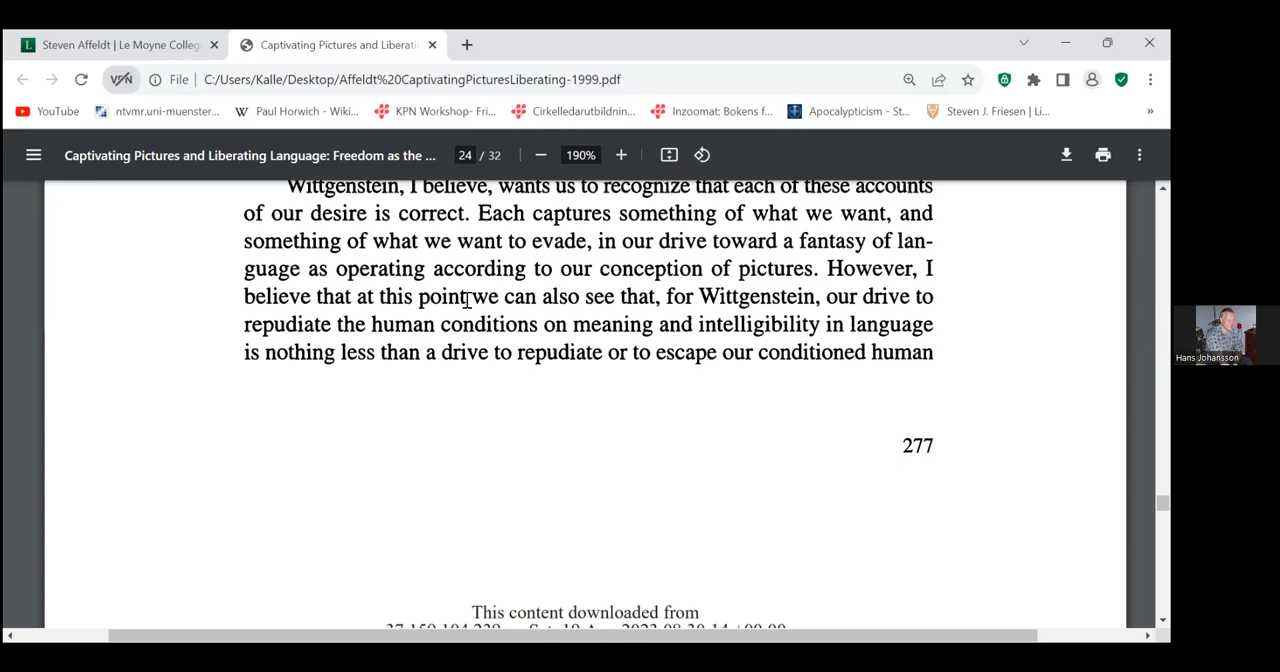 Steven Affeldt | Le Moyne Colleg
Captivating Pictures and Liberati
VPN
File
C:/Users/Kalle/Desktop/Affeldt%20CaptivatingPicturesLiberating-1999.pdf
YouTube
ntvmr.uni-muenster...
Paul Horwich - Wiki...
KPN Workshop- Fri...
Cirkelledarutbildnin...
Inzoomat: Bokens f...
Apocalypticism - St...
Steven J. Friesen | Li...
»
Captivating Pictures and Liberating Language: Freedom as the ...
24 / 32
190%
Wittgenstein, I believe, wants us to recognize that each of these accounts
of our desire is correct. Each captures something of what we want, and
something of what we want to evade, in our drive toward a fantasy of lan-
guage as operating according to our conception of pictures. However, I
believe that at this point we can also see that, for Wittgenstein, our drive to
repudiate the human conditions on meaning and intelligibility in language
is nothing less than a drive to repudiate or to escape our conditioned human
277
This content downloaded from
Hans Johansson